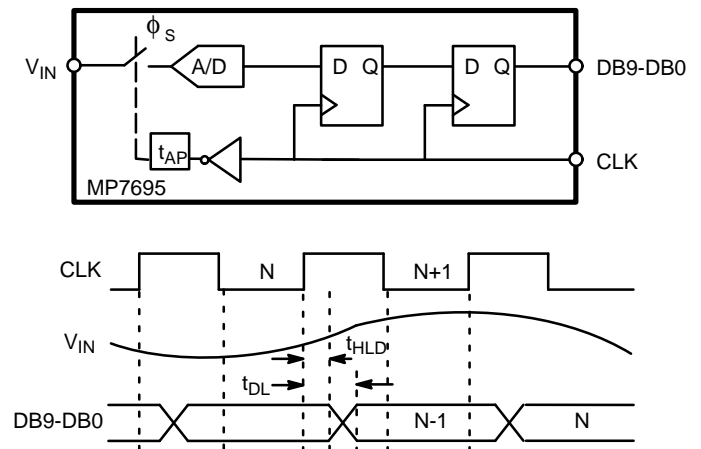 ϕS
VIN
A/D
D Q
D Q
DB9-DB0
tAP
CLK
MP7695
CLK
N
N+1
VIN
tHLD
tDL
DB9-DB0
N-1
N